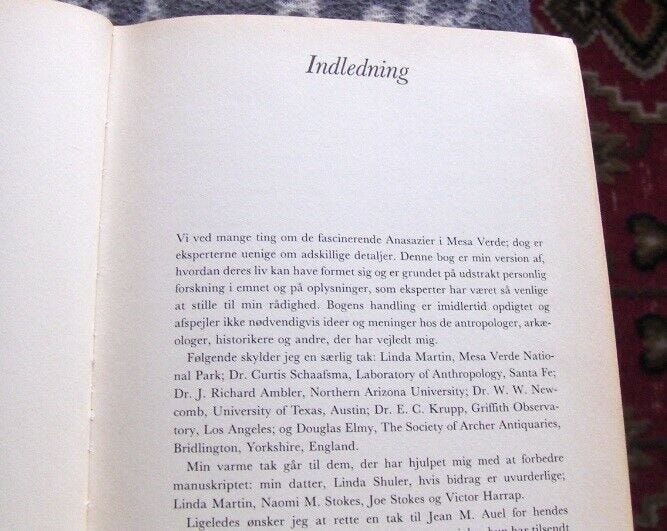 Indledning
Vi ved mange ting om de fascinerende Anasazier i Mesa Verde; dog er
eksperterne uenige om adskillige detaljer. Denne bog er min version af,
hvordan deres liv kan have formet sig og er grundet på udstrakt personlig
forskning i emnet og på oplysninger, som eksperter har været så venlige
at stille til min rådighed. Bogens handling er imidlertid opdigtet og
afspejler ikke nødvendigvis ideer og meninger hos de antropologer, arkæ-
ologer, historikere og andre, der har vejledt mig.
Følgende skylder jeg en særlig tak: Linda Martin, Mesa Verde Natio-
nal Park; Dr. Curtis Schaafsma, Laboratory of Anthropology, Santa Fe;
Dr. J. Richard Ambler, Northern Arizona University; Dr. W. W. New-
comb, University of Texas, Austin; Dr. E. C. Krupp, Griffith Observa-
tory, Los Angeles; og Douglas Elmy, The Society of Archer Antiquaries,
Bridlington, Yorkshire, England.
Min varme tak går til dem, der har hjulpet mig med at forbedre
manuskriptet: min datter, Linda Shuler, hvis bidrag er uvurderlige;
Linda Martin, Naomi M. Stokes, Joe Stokes og Victor Harrap.
Ligeledes ønsker jeg at rette en tak til Jean M. Auel for hendes
har tilsendt